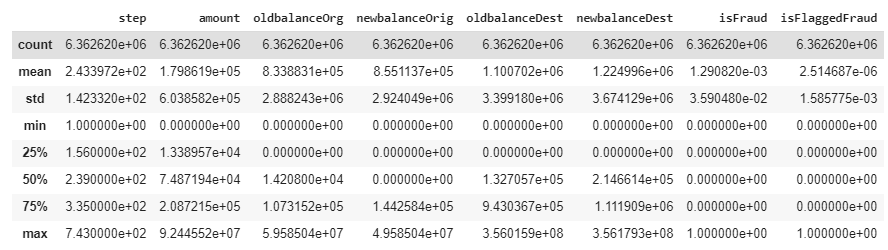 step amount oldbalanceOrg newbalanceOrig oldbalanceDest newbalanceDest isFraud isFlaggedFraud
count 6.362620e+06 6.362620e+06 6.362620e+06 6.362620e+06 6.362620e+06 6.362620e+06 6.362620e+06 6.362620e+06
mean 2.433972e+02 1.798619e+05 8.338831e+05 8.551137e+05 1.100702e+06 1.224996e+06 1.290820e-03 2.514687e-06
std 1.423320e+02 6.038582e+05 2.888243e+06 2.924049e+06 3.399180e+06 3.674129e+06 3.590480e-02 1.585775e-03
min 1.000000e+00 0.000000e+00 0.000000e+00 0.000000e+00 0.000000e+00 0.000000e+00 0.000000e+00 0.000000e+00
25% 1.560000e+02 1.338957e+04 0.000000e+00 0.000000e+00 0.000000e+00 0.000000e+00 0.000000e+00 0.000000e+00
50% 2.390000e+02 7.487194e+04 1.420800e+04 0.000000e+00 1.327057e+05 2.146614e+05 0.000000e+00 0.000000e+00
75% 3.350000e+02 2.087215e+05 1.073152e+05 1.442584e+05 9.430367e+05 1.111909e+06 0.000000e+00 0.000000e+00
max 7.430000e+02 9.244552e+07 5.958504e+07 4.958504e+07 3.560159e+08 3.561793e+08 1.000000e+00 1.000000e+00